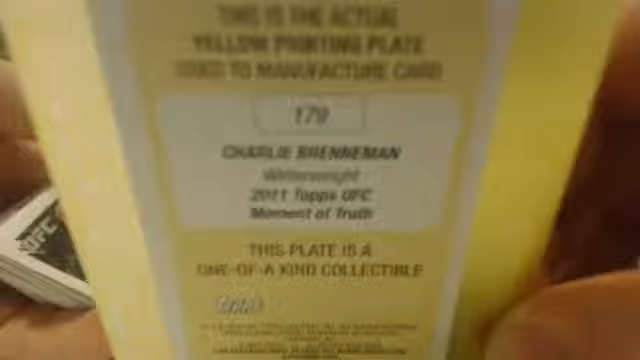 THIS IS THE ACTUAL
YELLOW PRINTING PLATE
USED TO MANUFACTURE CARD
179
CHARLIE BRENNEMAN
Welterweight
2011 Topps UFC
Moment of Truth
THIS PLATE IS A
ONE-OF-A KIND COLLECTIBLE
UFC